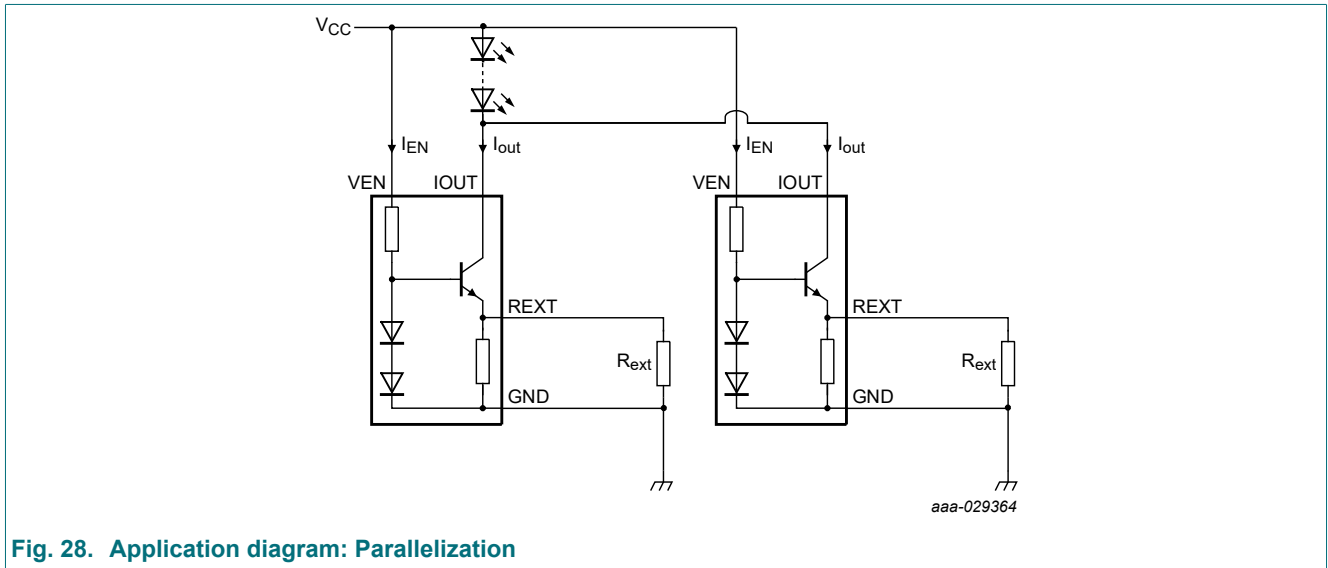 VCC
IEN
Iout
IEN
Iout
VEN
IOUT
VEN
IOUT
REXT
REXT
Rext
Rext
GND
GND
aaa-029364
Fig. 28. Application diagram: Parallelization